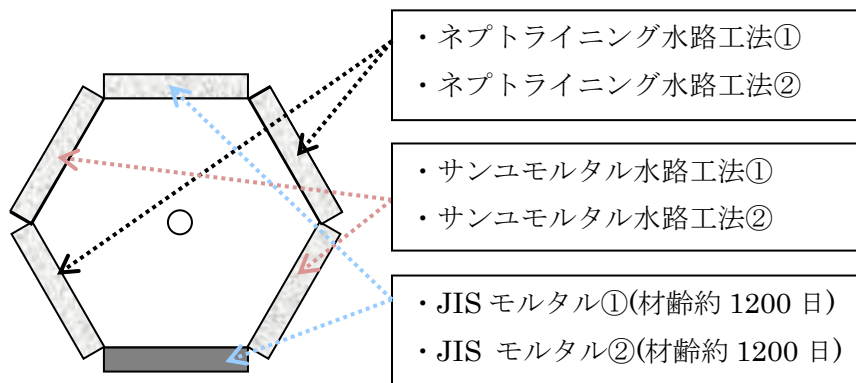 ・ネプトライニング水路工法①
・ネプトライニング水路工法②
・サンユモルタル水路工法①
・サンユモルタル水路工法②
・JIS モルタル①(材齢約 1200 日)
・JIS モルタル②(材齢約 1200 日)